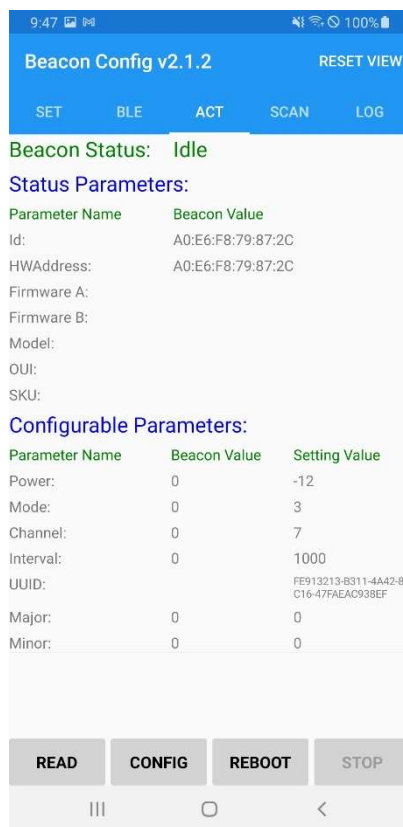 9:47 100%
Beacon Config v2.1.2 RESET VIEW
SET BLE ACT SCAN LOG
Beacon Status: Idle
Status Parameters:
Parameter Name Beacon Value
Id: A0:E6:F8:79:87:2C
HWAddress: A0:E6:F8:79:87:2C
Firmware A:
Firmware B:
Model:
OUI:
SKU:
Configurable Parameters:
Parameter Name Beacon Value Setting Value
Power: 0 -12
Mode: 0 3
Channel: 0 7
Interval: 0 1000
UUID: FE913213-B311-4A42-8
C16-47FAEAC938EF
Major: 0 0
Minor: 0 0
READ CONFIG REBOOT STOP